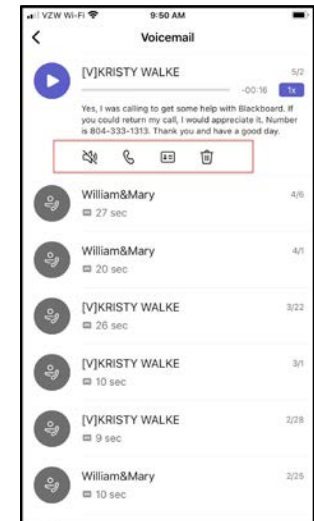 VZW Wi-Fi 9:50 AM
Voicemail
[V]KRISTY WALKE 5/2
-00:16 1x
Yes, I was calling to get some help with Blackboard. If
you could return my call, I would appreciate it. Number
is 804-333-1313. Thank you and have a good day.
William&Mary 4/6
27 sec
William&Mary 4/1
20 sec
[V]KRISTY WALKE 3/22
26 sec
[V]KRISTY WALKE 3/1
10 sec
[V]KRISTY WALKE 2/28
9 sec
William&Mary 2/25
10 sec